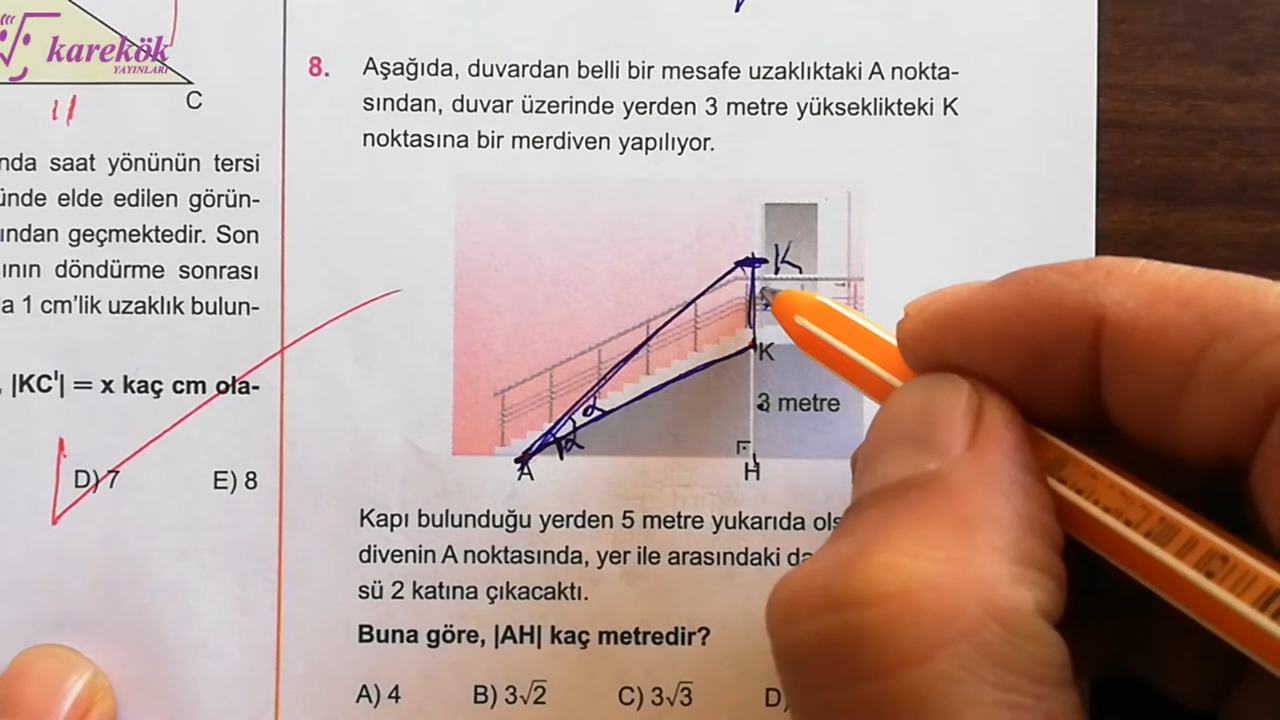 karekök
YAYINLARI
C
11
nda saat yönünün tersi
ünde elde edilen görün-
ından geçmektedir. Son
ının döndürme sonrası
a 1 cm'lik uzaklık bulun-
, |KC'| = x kaç cm ola-
D) 7 E) 8
8. Aşağıda, duvardan belli bir mesafe uzaklıktaki A nokta-
sından, duvar üzerinde yerden 3 metre yükseklikteki K
noktasına bir merdiven yapılıyor.
K
K
3 metre
α
α
A
H
Kapı bulunduğu yerden 5 metre yukarıda ols
divenin A noktasında, yer ile arasındaki da
sü 2 katına çıkacaktı.
Buna göre, |AH| kaç metredir?
A) 4 B) 3√2 C) 3√3 D)